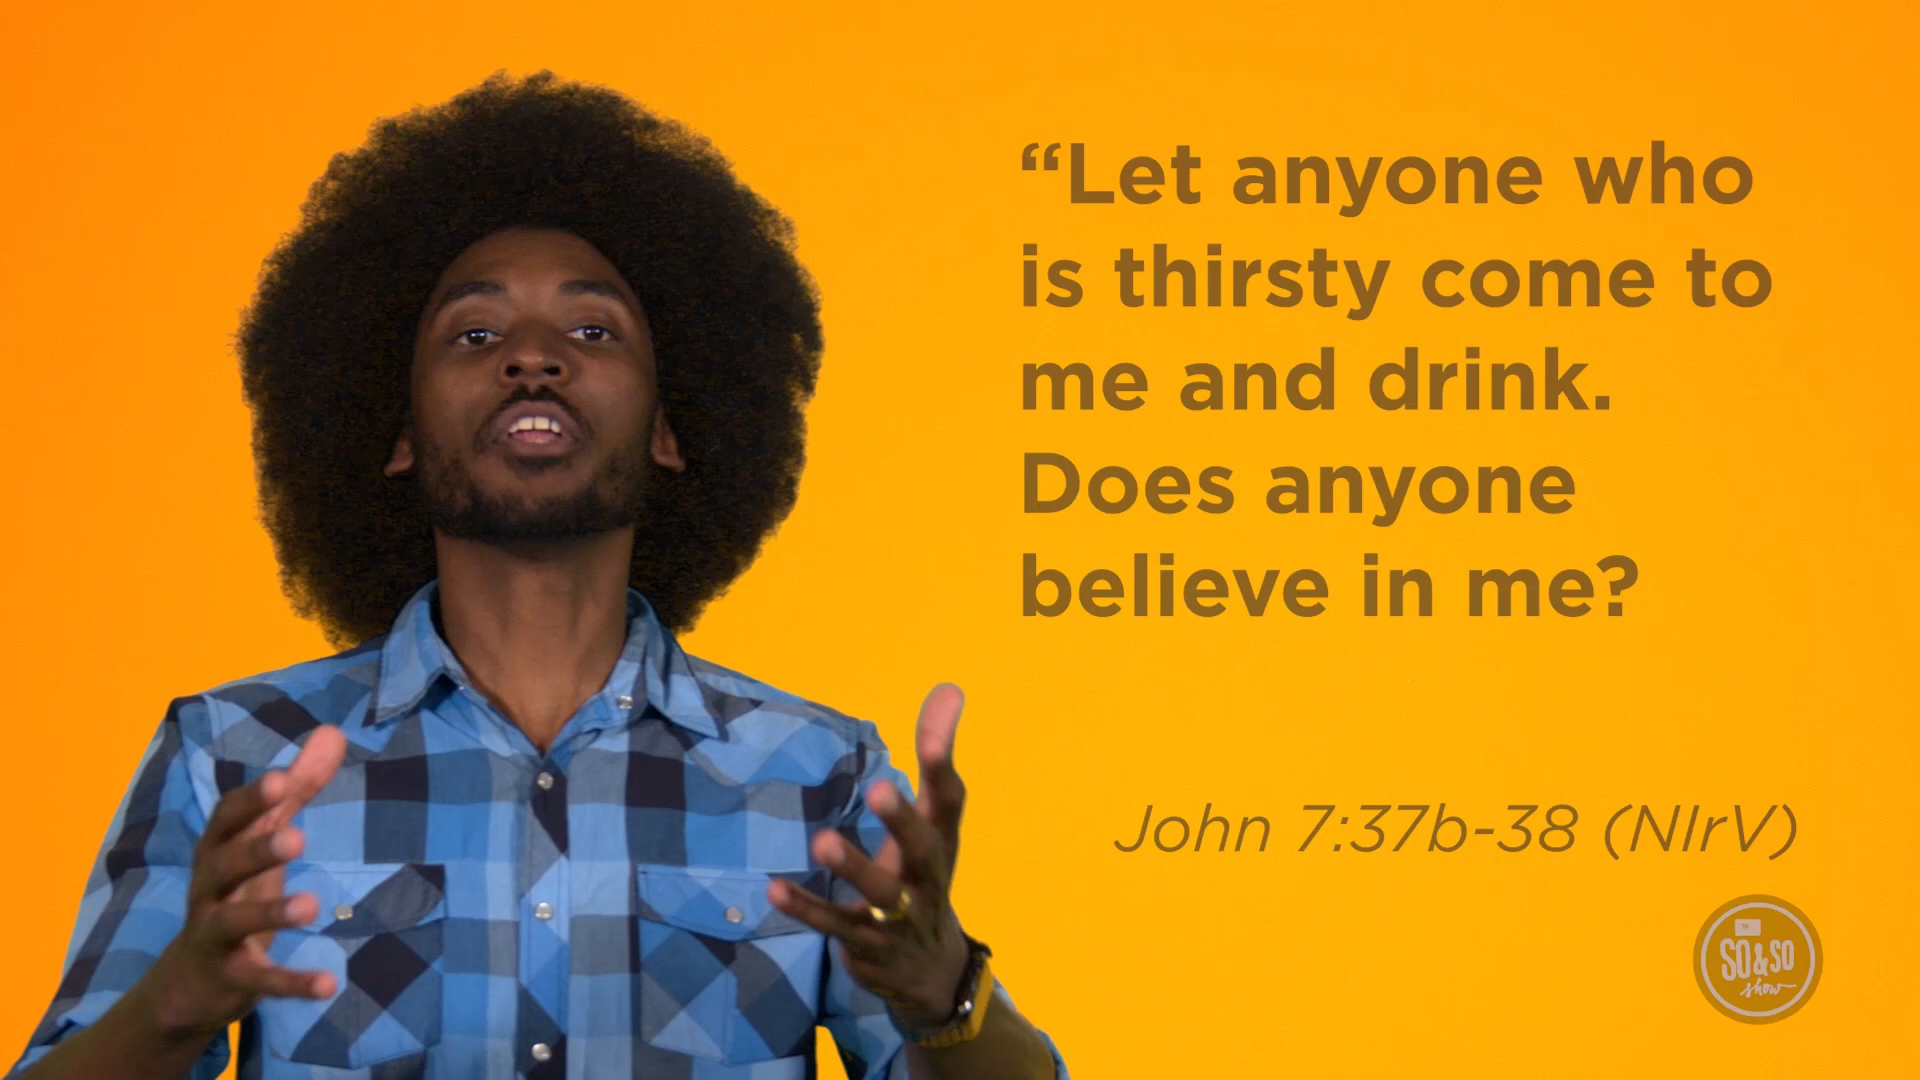 “Let anyone who
is thirsty come to
me and drink.
Does anyone
believe in me?
John 7:37b-38 (NIrV)
SO & SO
show